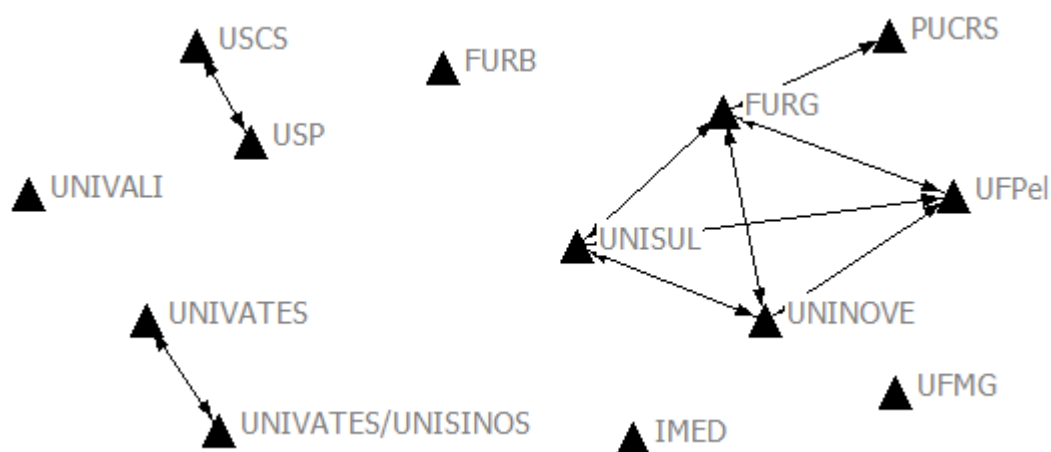 USCS
FURB
PUCRS
FURG
USP
UNIVALI
UFPel
UNISUL
UNIVATES
UNINOVE
UFMG
UNIVATES/UNISINOS
IMED